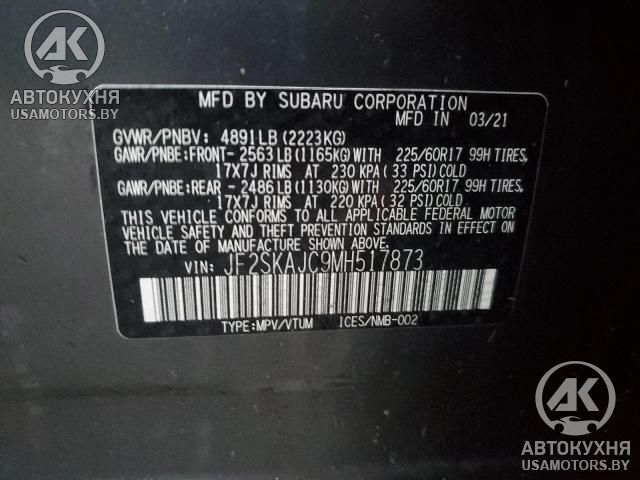 AK
АВТОКУХНЯ
USAMOTORS.BY
MFD BY SUBARU CORPORATION
MFD IN 03/21
GVWR/PNBV: 4891LB (2223KG)
GAWR/PNBE:FRONT- 2563LB(1165KG)WITH 225/60R17 99H TIRES,
17X7J RIMS AT 230 KPA (33 PSI)COLD
GAWR/PNBE:REAR - 2486LB(1130KG)WITH 225/60R17 99H TIRES,
17X7J RIMS AT 220 KPA(32 PSI)COLD
THIS VEHICLE CONFORMS TO ALL APPLICABLE FEDERAL MOTOR
VEHICLE SAFETY AND THEFT PREVENTION STANDARDS IN EFFECT ON
THE DATE OF MANUFACTURE SHOWN ABOVE.
VIN: JF2SKAJC9MH517873
TYPE:MPV/VTUM ICES/NMB-002
AK
АВТОКУХНЯ
USAMOTORS.BY